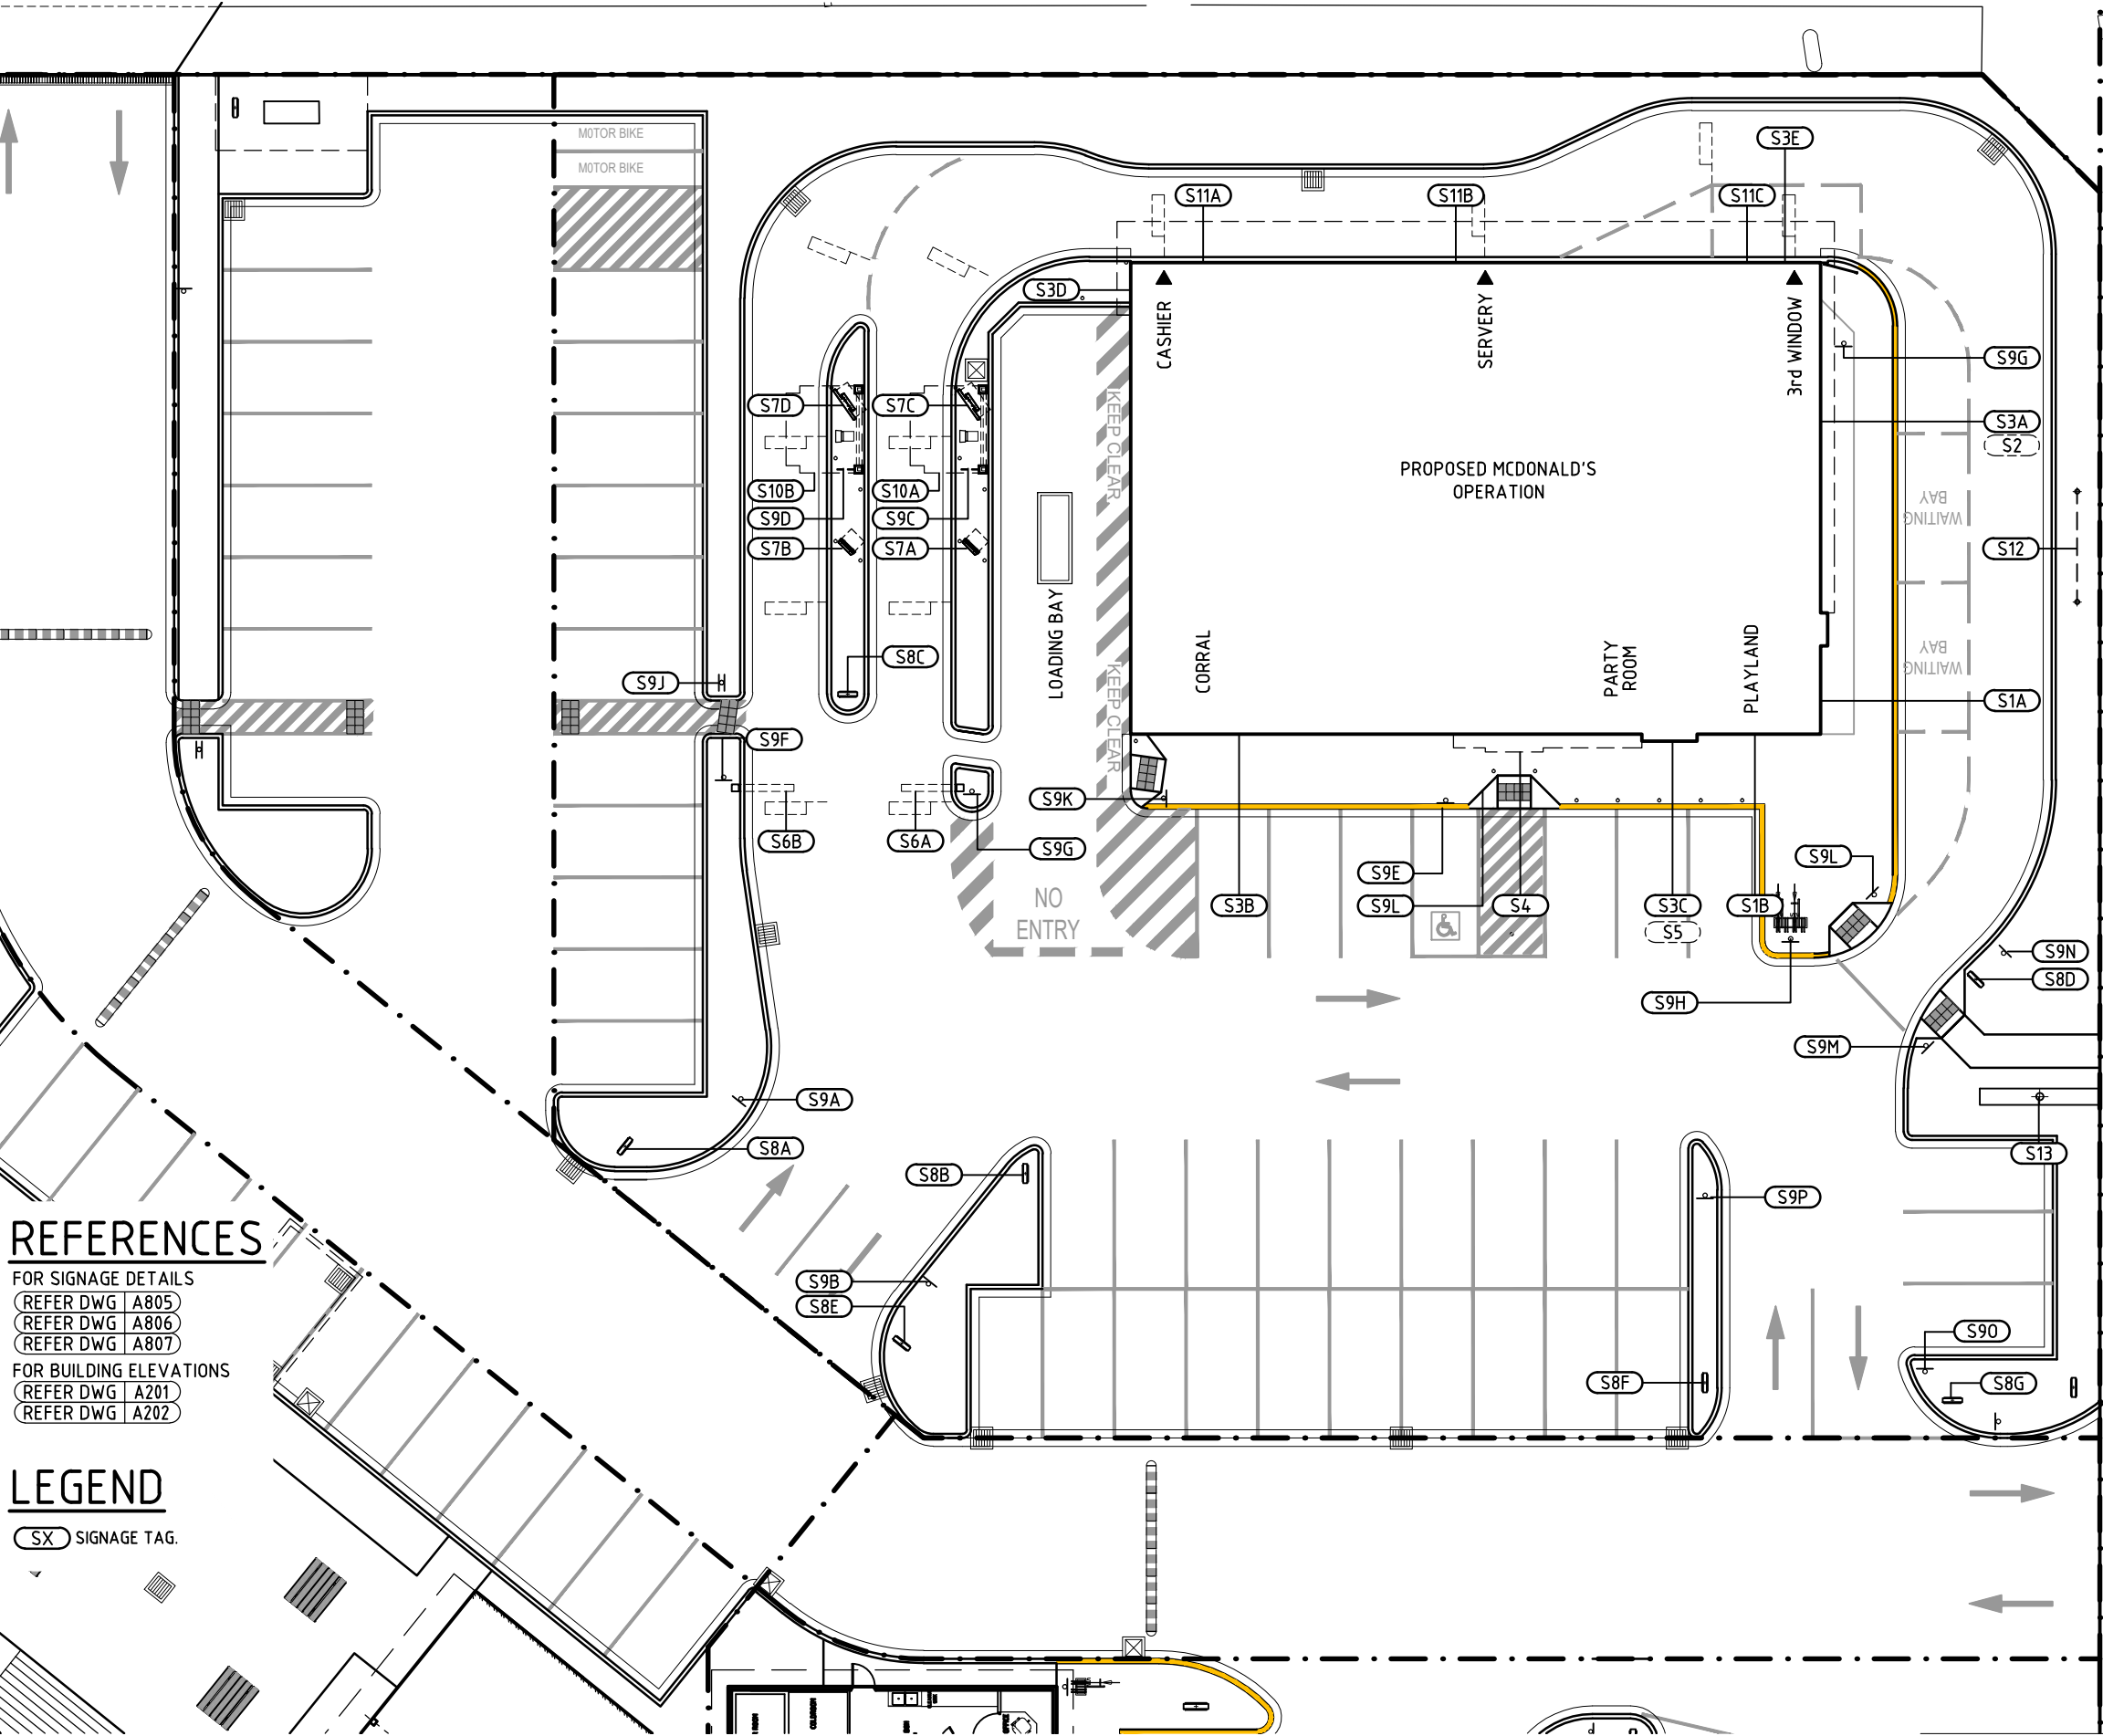 MOTOR BIKE
MOTOR BIKE
S3E
S11A
S11B
S11C
S3D
CASHIER
SERVERY
3rd WINDOW
S9G
S7D
S7C
S3A
S2
KEEP CLEAR
PROPOSED MCDONALD'S
OPERATION
S10B
S10A
S9D
S9C
WAITING
BAY
S7B
S7A
S12
LOADING BAY
CORRAL
PARTY
ROOM
PLAYLAND
WAITING
BAY
S8C
S9J
KEEP CLEAR
S1A
S9F
S9K
S6B
S6A
S9G
S9E
S9L
NO
ENTRY
S3B
S9L
S4
S3C
S1B
S5
S9N
S8D
S9H
S9M
S9A
S8A
S13
S8B
S9P
REFERENCES
FOR SIGNAGE DETAILS
REFER DWG A805
REFER DWG A806
REFER DWG A807
FOR BUILDING ELEVATIONS
REFER DWG A201
REFER DWG A202
S9B
S8E
S9O
S8F
S8G
LEGEND
SX SIGNAGE TAG.